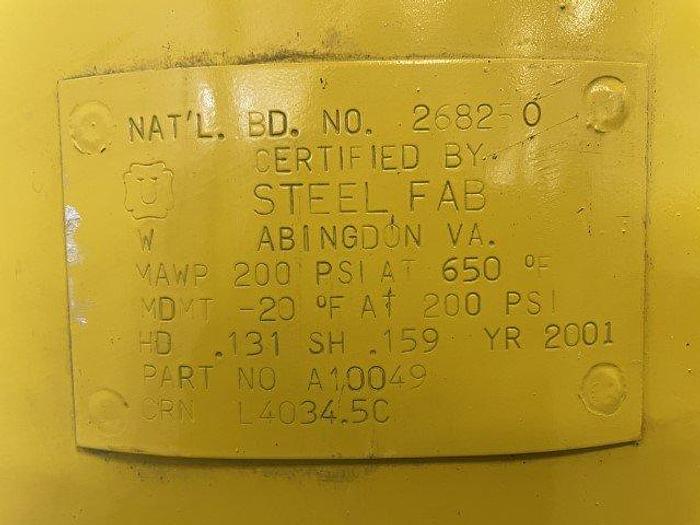 NAT'L. BD. NO.
CERTIFIED BY
U
STEEL FAB
W ABINGDON VA.
MAWP 200 PSI AT 650 °F
MDMT -20 °F AT 200 PSI
HD .131 SH .159 YR 2001
PART NO A10049
CRN L4034.5C